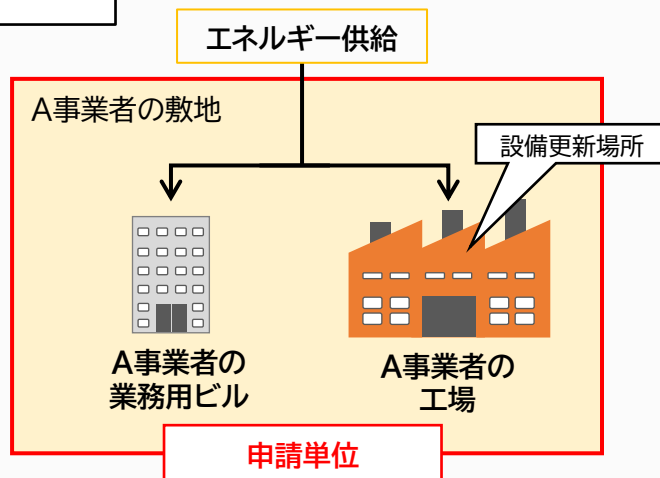 エネルギー供給
A事業者の敷地
設備更新場所
A事業者の
業務用ビル
A事業者の
工場
申請単位